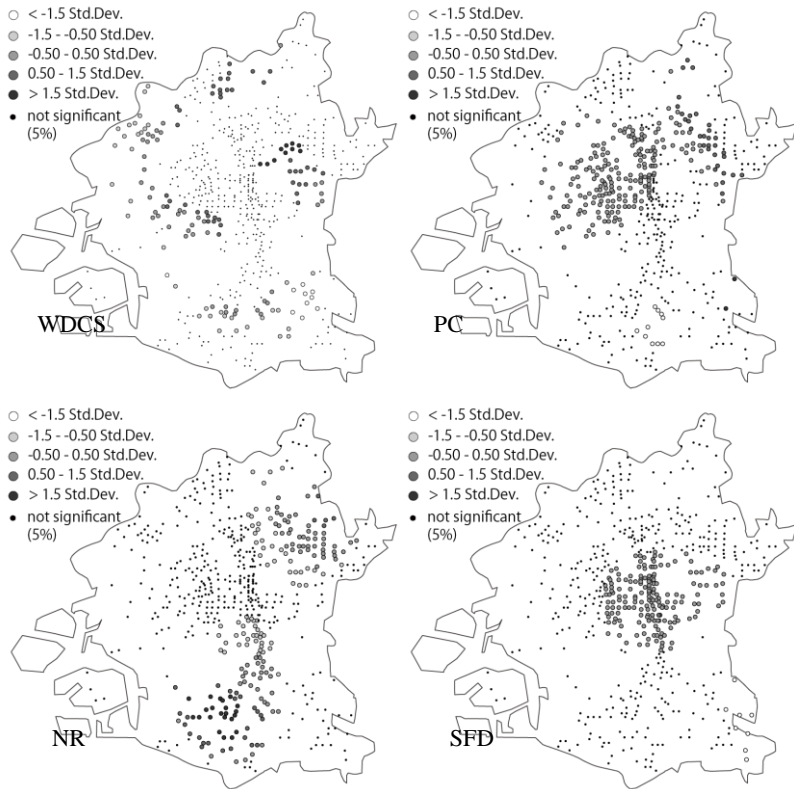 < -1.5 Std.Dev.
-1.5 - -0.50 Std.Dev.
-0.50 - 0.50 Std.Dev.
0.50 - 1.5 Std.Dev.
> 1.5 Std.Dev.
not significant
(5%)
WDCS
< -1.5 Std.Dev.
-1.5 - -0.50 Std.Dev.
-0.50 - 0.50 Std.Dev.
0.50 - 1.5 Std.Dev.
> 1.5 Std.Dev.
not significant
(5%)
PC
< -1.5 Std.Dev.
-1.5 - -0.50 Std.Dev.
-0.50 - 0.50 Std.Dev.
0.50 - 1.5 Std.Dev.
> 1.5 Std.Dev.
not significant
(5%)
NR
< -1.5 Std.Dev.
-1.5 - -0.50 Std.Dev.
-0.50 - 0.50 Std.Dev.
0.50 - 1.5 Std.Dev.
> 1.5 Std.Dev.
not significant
(5%)
SFD